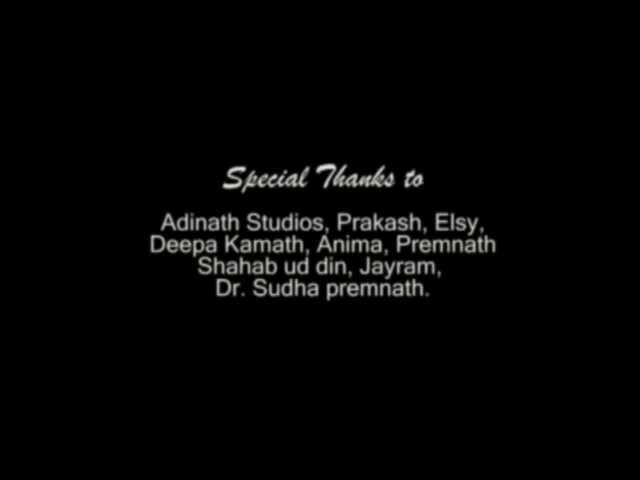 Special Thanks to
Adinath Studios, Prakash, Elsy,
Deepa Kamath, Anima, Premnath
Shahab ud din, Jayram,
Dr. Sudha premnath.